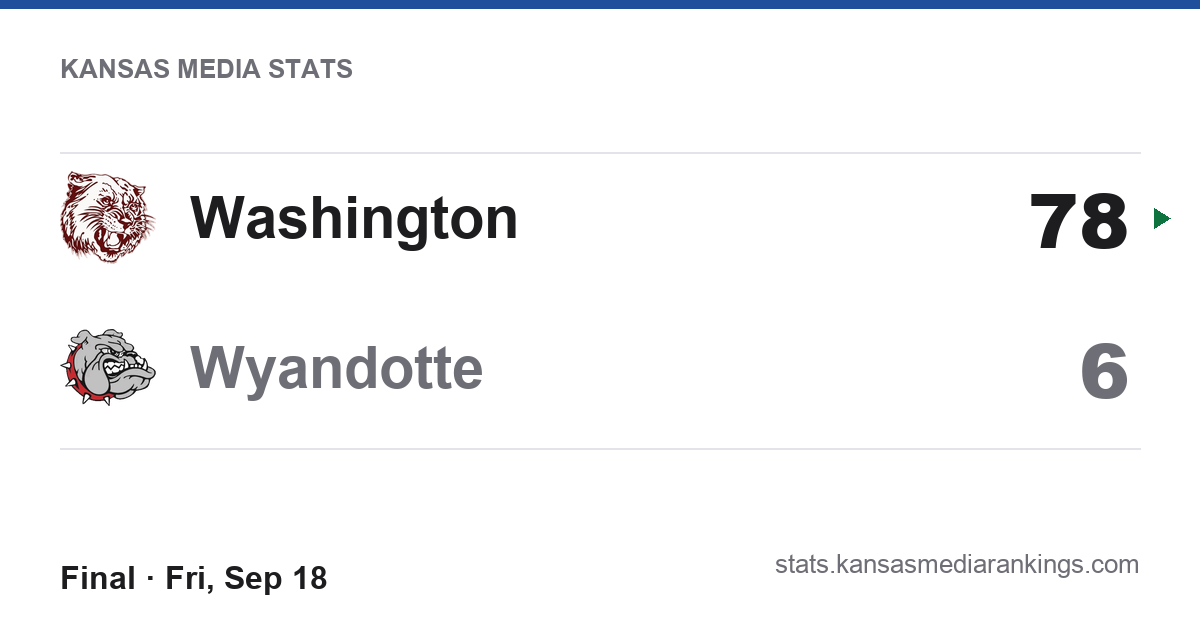 KANSAS MEDIA STATS
Washington 78
Wyandotte 6
Final · Fri, Sep 18
stats.kansasmediarankings.com